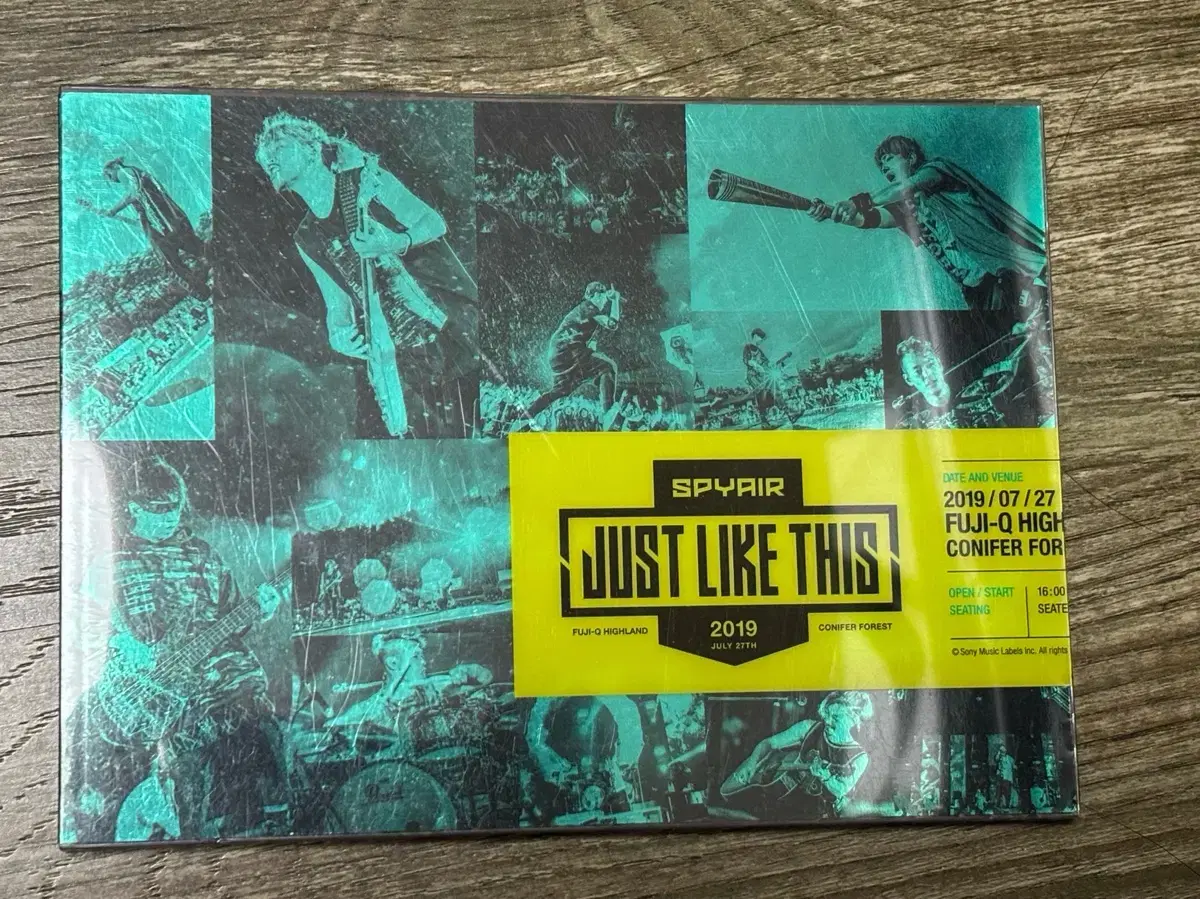 SPYAIR
JUST LIKE THIS
FUJI-Q HIGHLAND
2019
JULY 27TH
CONIFER FOREST
DATE AND VENUE
2019 / 07 / 27
FUJI-Q HIGH
CONIFER FOR
OPEN / START
16:00
SEATING
SEATE
© Sony Music Labels Inc. All rights